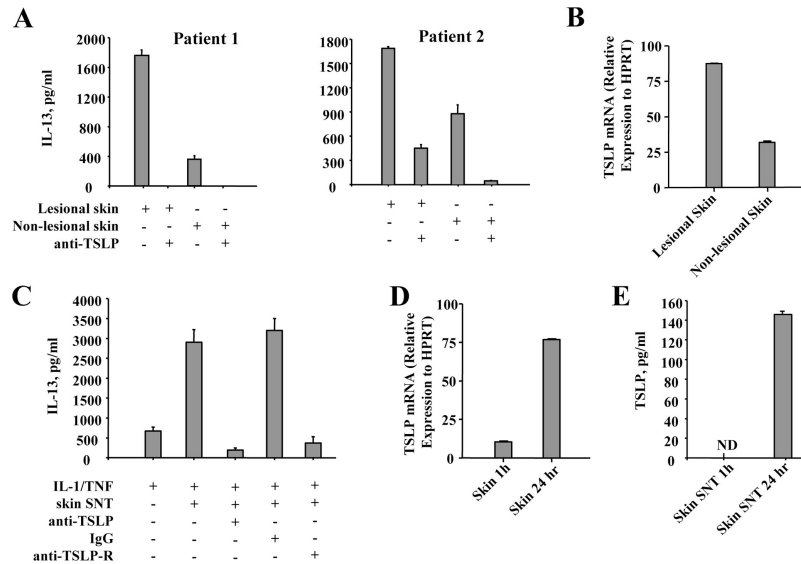 A
Patient 1
IL-13, pg/ml
1800
1600
400
200
0
Lesional skin + + - -
Non-lesional skin - - + +
anti-TSLP - + - +
Patient 2
1800
1500
1200
900
600
300
0
+ + - -
- - + +
- + - +
B
TSLP mRNA (Relative
Expression to HPRT)
100
75
50
25
0
Lesional Skin
Non-lesional Skin
C
IL-13, pg/ml
4000
3500
3000
2500
2000
1500
1000
500
0
IL-1/TNF + + + + +
skin SNT - + + + +
anti-TSLP - - + - -
IgG - - - + -
anti-TSLP-R - - - - +
D
TSLP mRNA (Relative
Expression to HPRT)
100
75
50
25
0
Skin 1h
Skin 24 hr
E
TSLP, pg/ml
160
140
120
100
80
60
40
20
0
ND
Skin SNT 1h
Skin SNT 24 hr